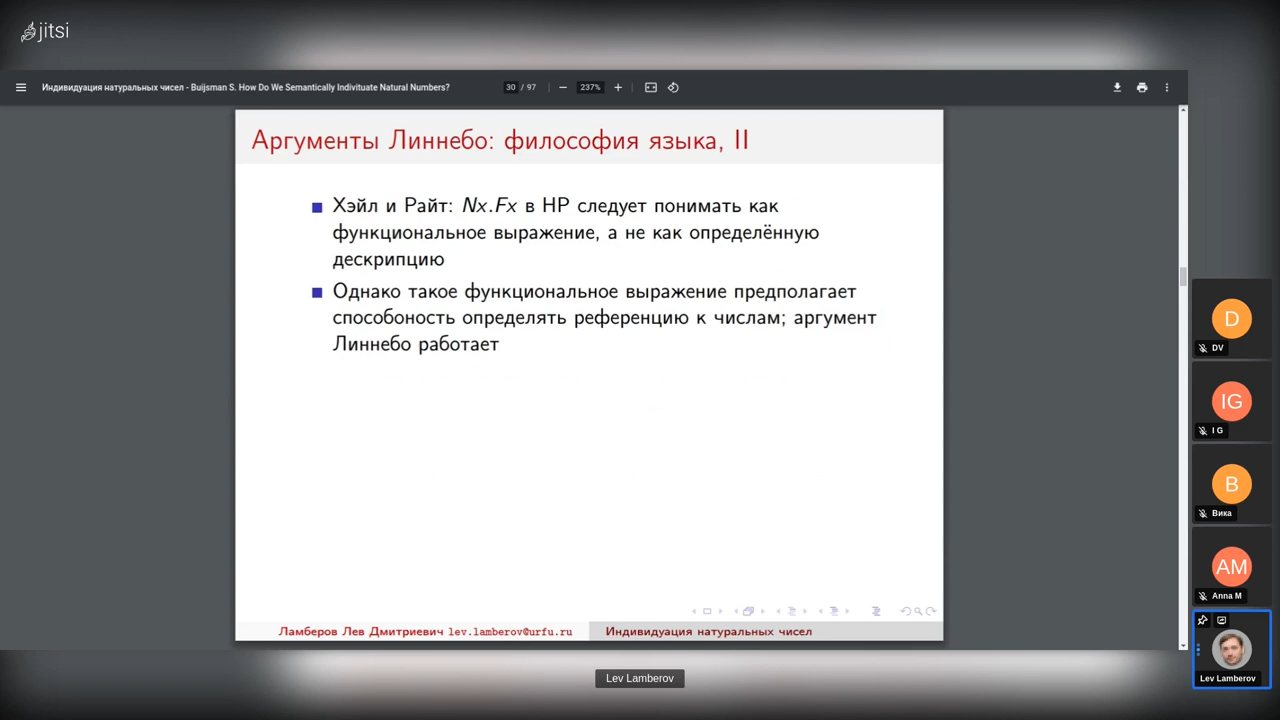 jitsi
Индивидуация натуральных чисел - Buijsman S. How Do We Semantically Indivituate Natural Numbers?
30 / 97
237%
Аргументы Линнебо: философия языка, II
Хэйл и Райт: Nx.Fx в HP следует понимать как
функциональное выражение, а не как определённую
дескрипцию
Однако такое функциональное выражение предполагает
способоность определять референцию к числам; аргумент
Линнебо работает
Ламберов Лев Дмитриевич lev.lamberov@urfu.ru
Индивидуация натуральных чисел
D
DV
IG
I G
B
Вика
AM
Anna M
Lev Lamberov
Lev Lamberov